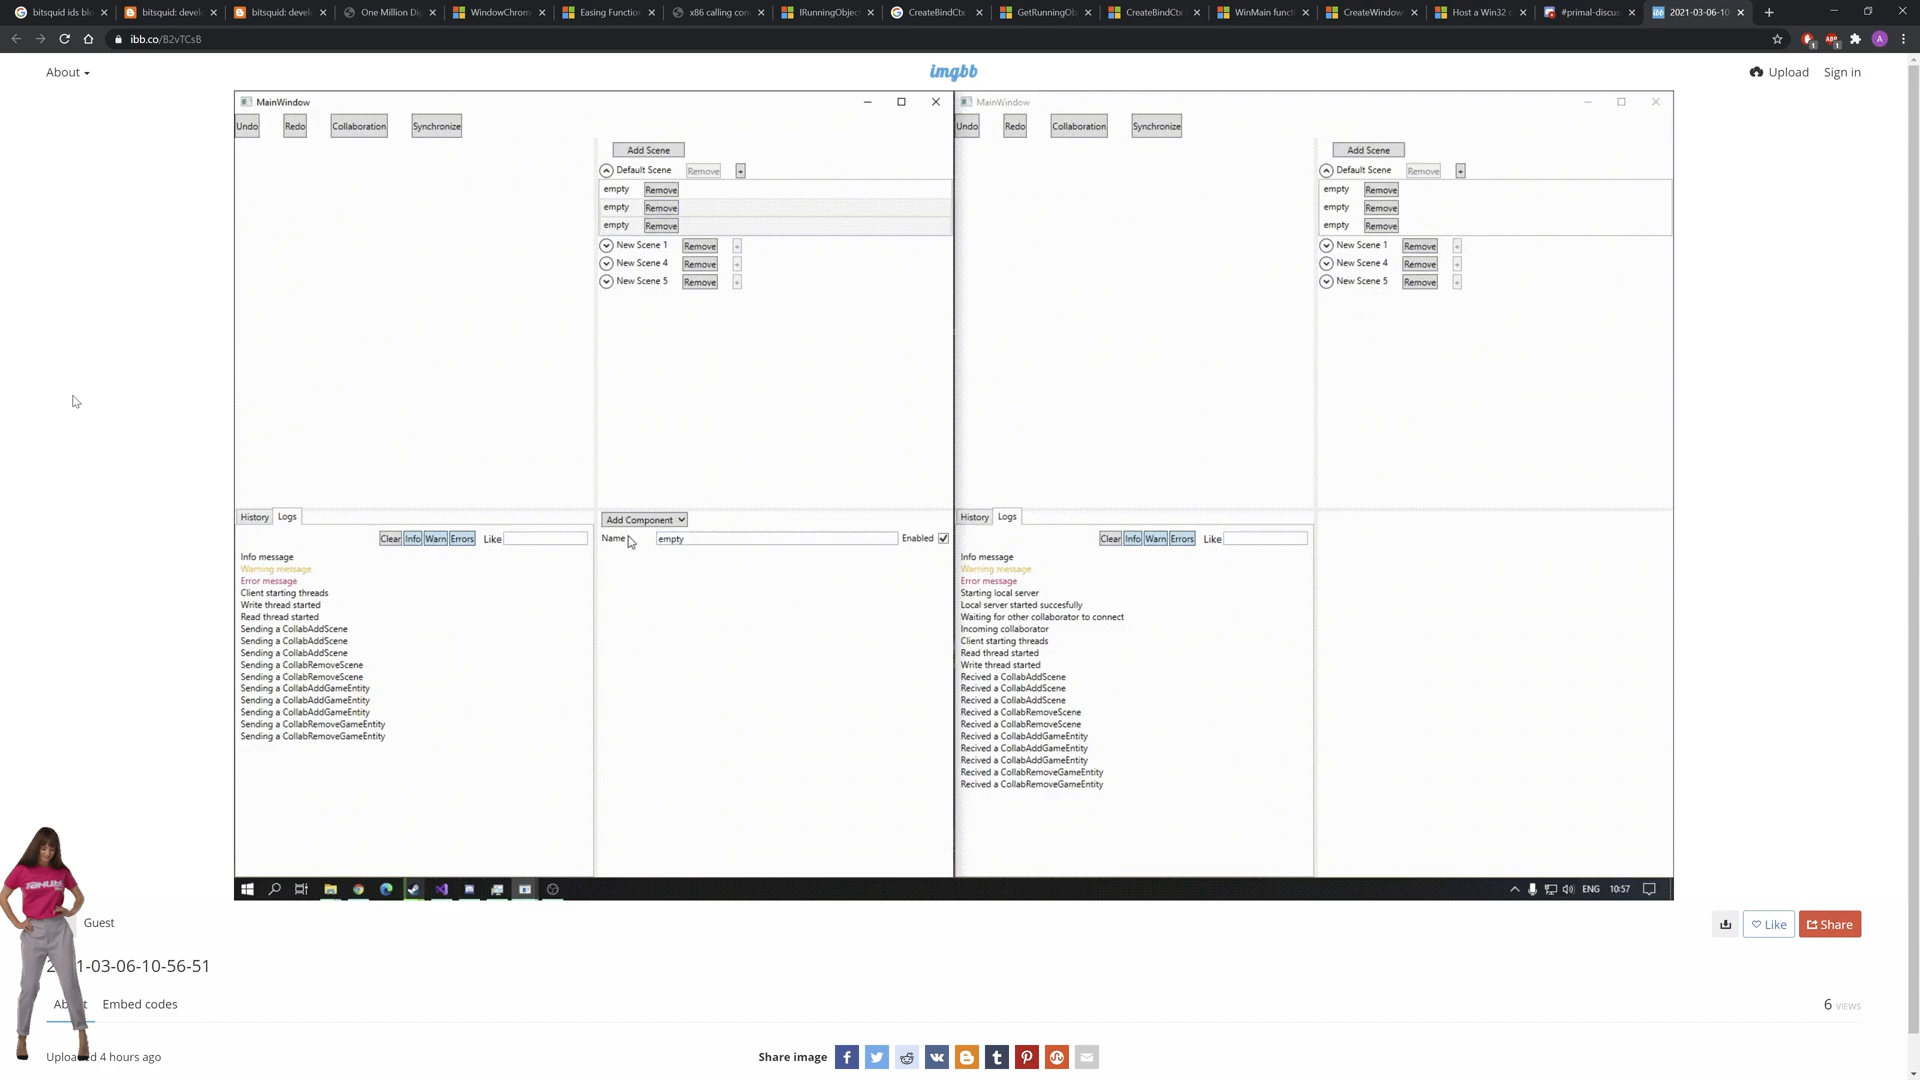 bitsquid ids blo
bitsquid: devel
bitsquid: devel
One Million Di
WindowChrom
Easing Functio
x86 calling con
IRunningObjec
CreateBindCtx
GetRunningOb
CreateBindCtx
WinMain funct
CreateWindow
Host a Win32 c
#primal-discus
2021-03-06-10
ibb.co/B2vTCsB
About
imgbb
Upload
Sign in
MainWindow
Undo
Redo
Collaboration
Synchronize
Add Scene
Default Scene
Remove
+
empty
Remove
empty
Remove
empty
Remove
New Scene 1
Remove
+
New Scene 4
Remove
+
New Scene 5
Remove
+
History
Logs
Clear
Info
Warn
Errors
Like
Info message
Warning message
Error message
Client starting threads
Write thread started
Read thread started
Sending a CollabAddScene
Sending a CollabAddScene
Sending a CollabAddScene
Sending a CollabRemoveScene
Sending a CollabRemoveScene
Sending a CollabAddGameEntity
Sending a CollabAddGameEntity
Sending a CollabAddGameEntity
Sending a CollabRemoveGameEntity
Sending a CollabRemoveGameEntity
Add Component
Name
empty
Enabled
MainWindow
Undo
Redo
Collaboration
Synchronize
Add Scene
Default Scene
Remove
+
empty
Remove
empty
Remove
empty
Remove
New Scene 1
Remove
+
New Scene 4
Remove
+
New Scene 5
Remove
+
History
Logs
Clear
Info
Warn
Errors
Like
Info message
Warning message
Error message
Starting local server
Local server started succesfully
Waiting for other collaborator to connect
Incoming collaborator
Client starting threads
Read thread started
Write thread started
Recived a CollabAddScene
Recived a CollabAddScene
Recived a CollabAddScene
Recived a CollabRemoveScene
Recived a CollabRemoveScene
Recived a CollabAddGameEntity
Recived a CollabAddGameEntity
Recived a CollabAddGameEntity
Recived a CollabRemoveGameEntity
Recived a CollabRemoveGameEntity
ENG
10:57
Guest
Like
Share
1-03-06-10-56-51
Embed codes
6 VIEWS
4 hours ago
Share image